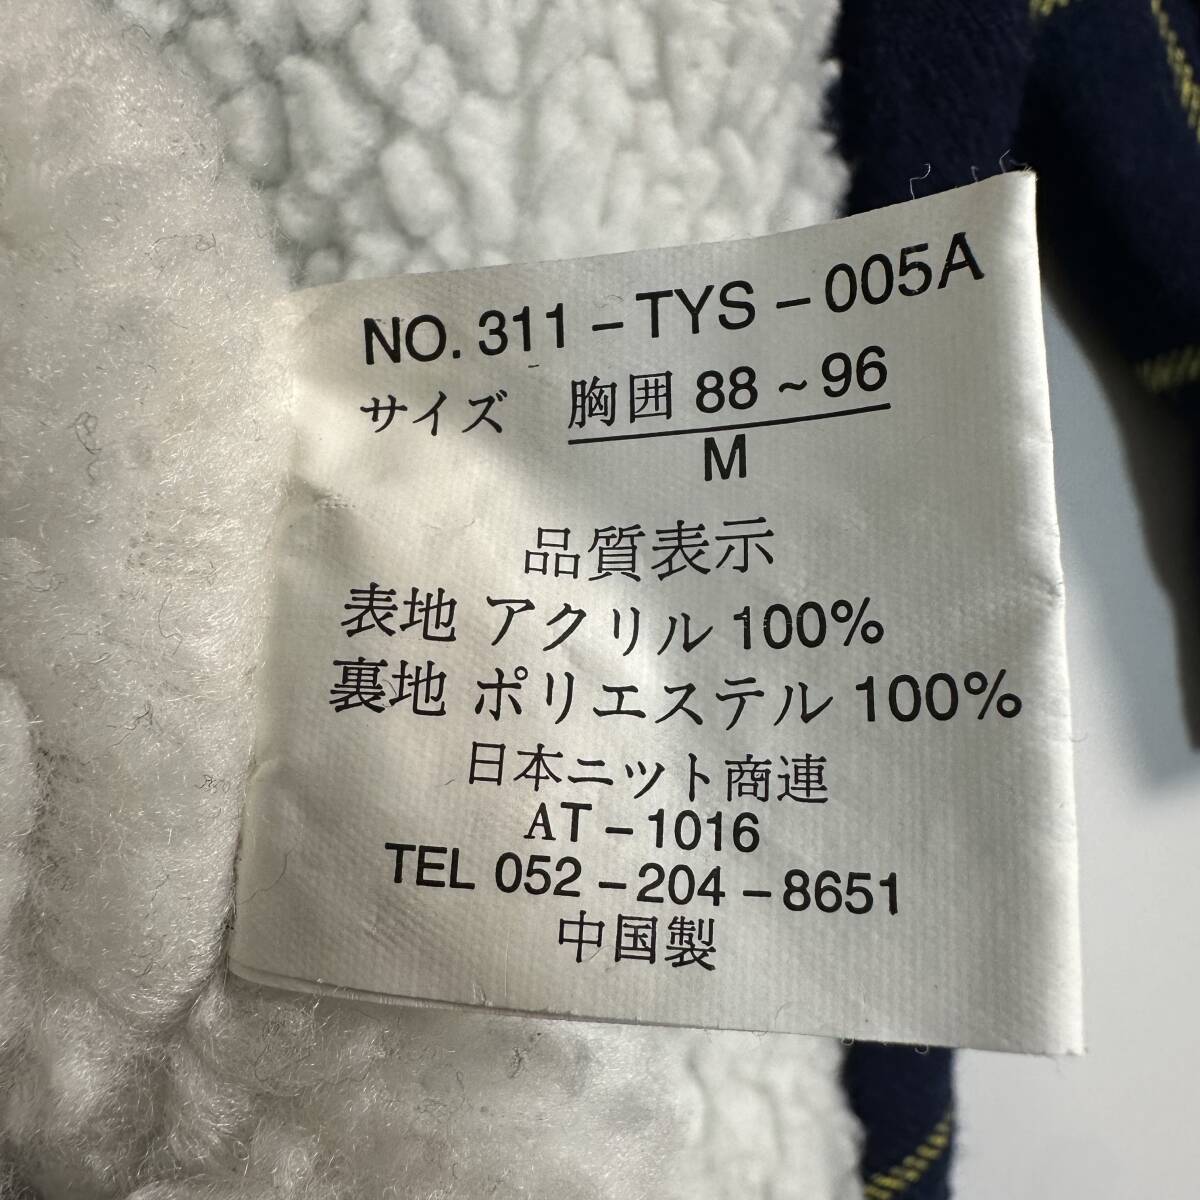 NO. 311-TYS-005A
サイズ 胸囲 88~96
M
品質表示
表地 アクリル 100%
裏地 ポリエステル 100%
日本ニット商連
AT-1016
TEL 052-204-8651
中国製